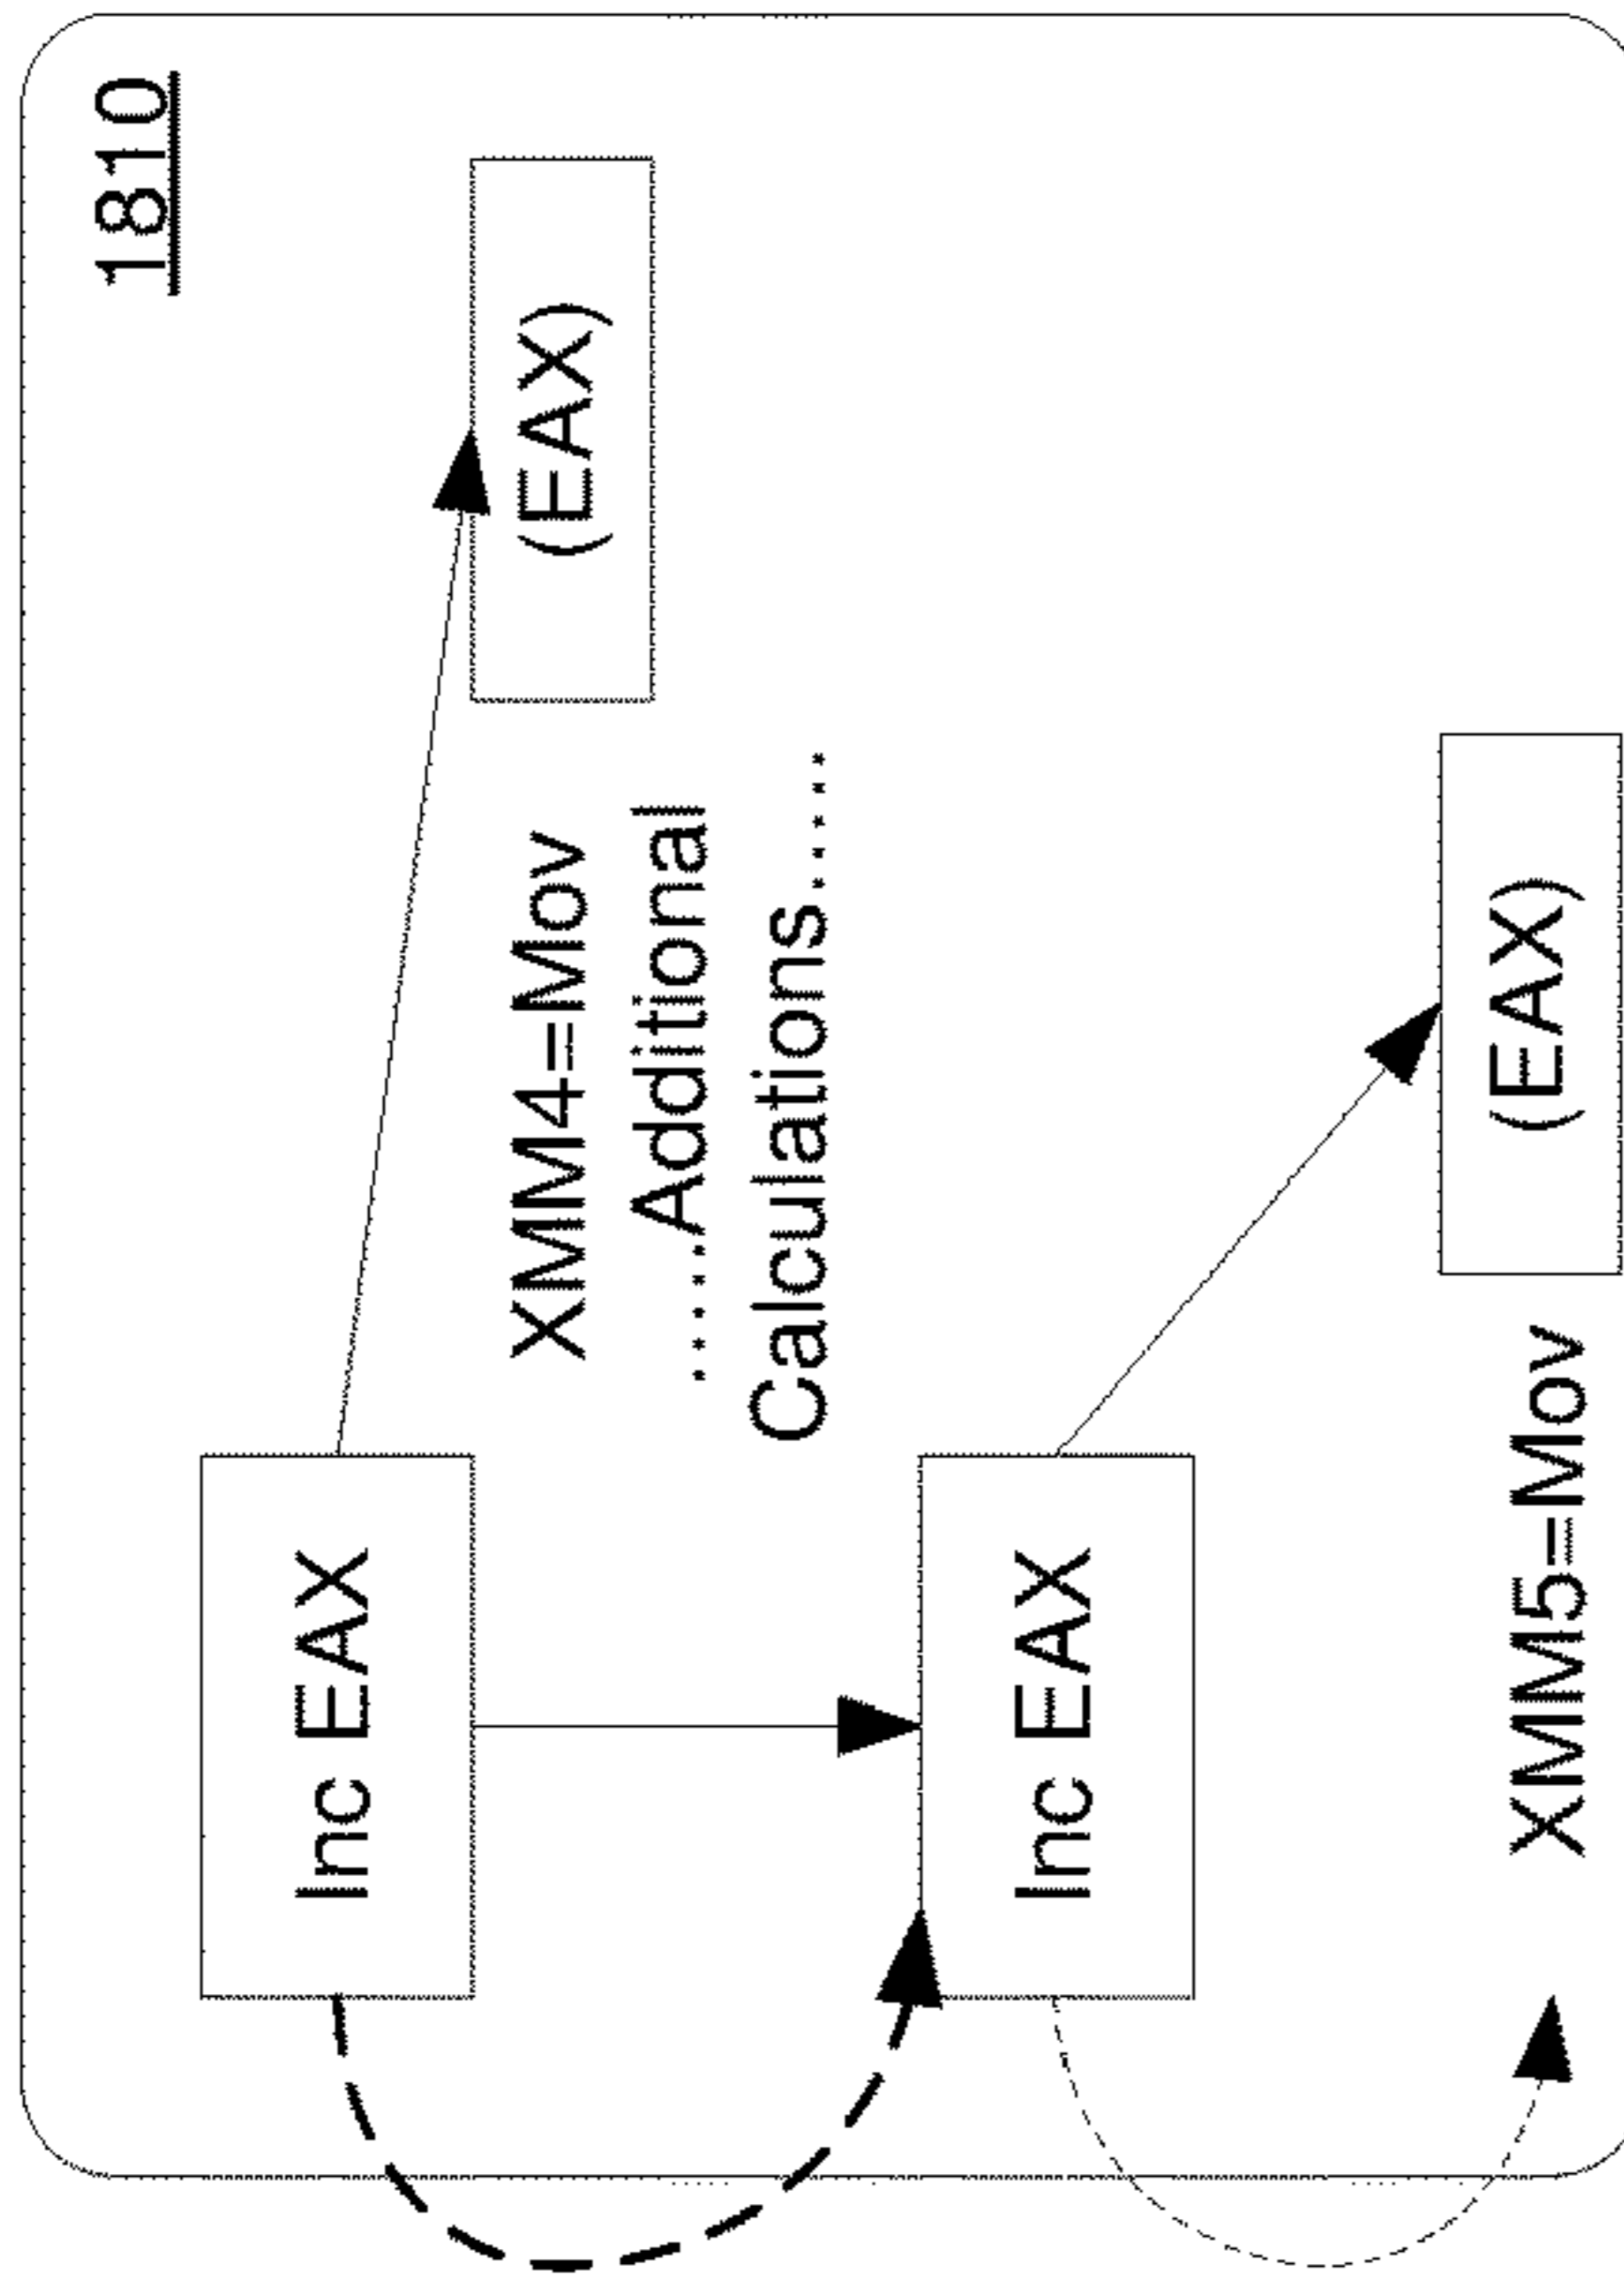 1810
Inc EAX
XMM4=Mov (EAX)
.....Additional
Calculations.....
Inc EAX
XMM5=Mov (EAX)